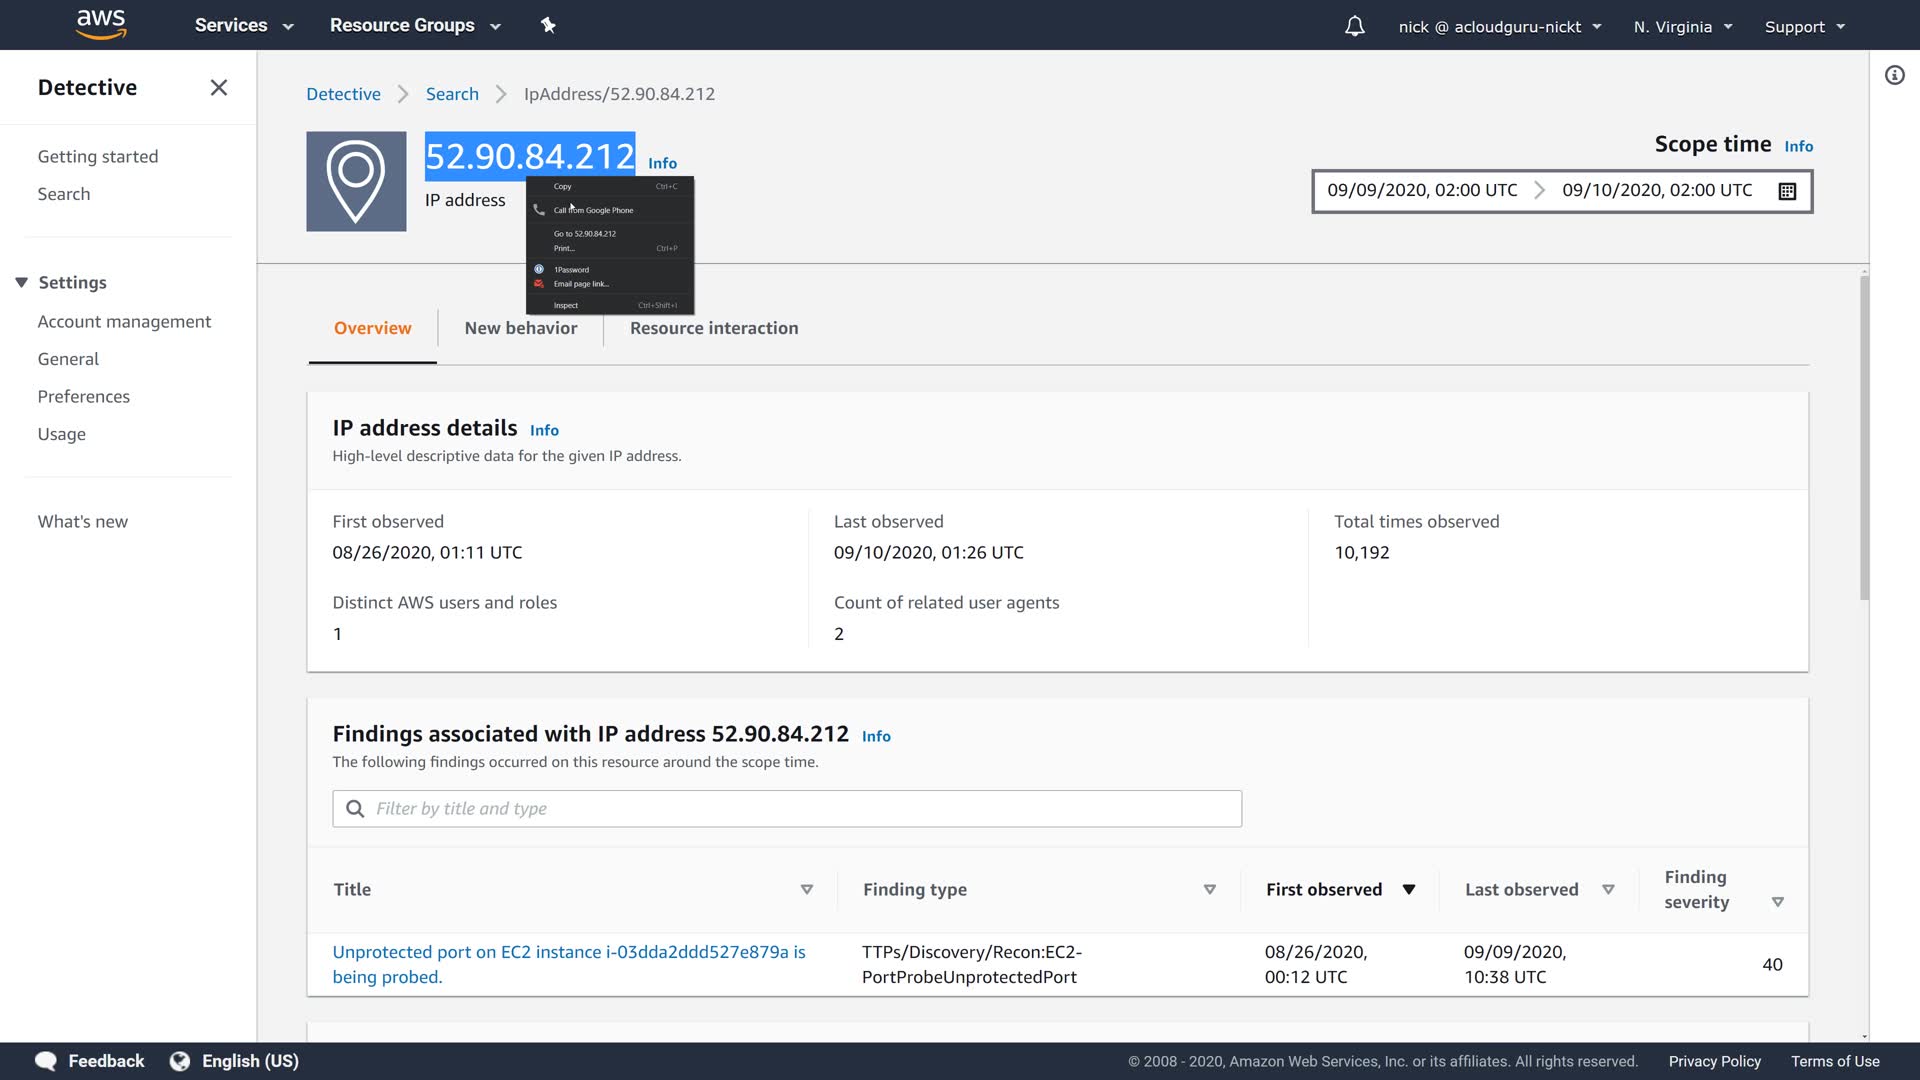 aws
Services
Resource Groups
nick @ acloudguru-nickt
N. Virginia
Support
Detective
Getting started
Search
Settings
Account management
General
Preferences
Usage
What's new
Detective
Search
IpAddress/52.90.84.212
52.90.84.212 Info
IP address
Scope time Info
09/09/2020, 02:00 UTC
09/10/2020, 02:00 UTC
Copy Ctrl+C
Call from Google Phone
Go to 52.90.84.212
Print... Ctrl+P
1Password
Email page link...
Inspect Ctrl+Shift+I
Overview
New behavior
Resource interaction
IP address details Info
High-level descriptive data for the given IP address.
First observed
08/26/2020, 01:11 UTC
Last observed
09/10/2020, 01:26 UTC
Total times observed
10,192
Distinct AWS users and roles
1
Count of related user agents
2
Findings associated with IP address 52.90.84.212 Info
The following findings occurred on this resource around the scope time.
Filter by title and type
Title
Finding type
First observed
Last observed
Finding
severity
Unprotected port on EC2 instance i-03dda2ddd527e879a is
being probed.
TTPs/Discovery/Recon:EC2-
PortProbeUnprotectedPort
08/26/2020,
00:12 UTC
09/09/2020,
10:38 UTC
40
Feedback
English (US)
© 2008 - 2020, Amazon Web Services, Inc. or its affiliates. All rights reserved.
Privacy Policy
Terms of Use